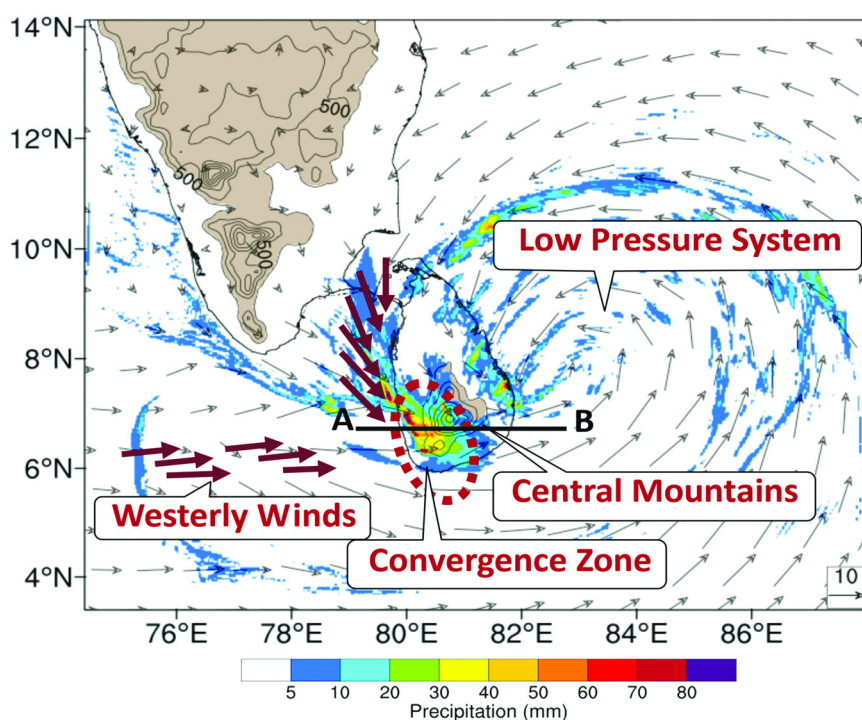 14°N
12°N
10°N
8°N
6°N
4°N
500
500
500
500
Low Pressure System
A
B
Central Mountains
Westerly Winds
Convergence Zone
10
76°E 78°E 80°E 82°E 84°E 86°E
5 10 20 30 40 50 60 70 80
Precipitation (mm)